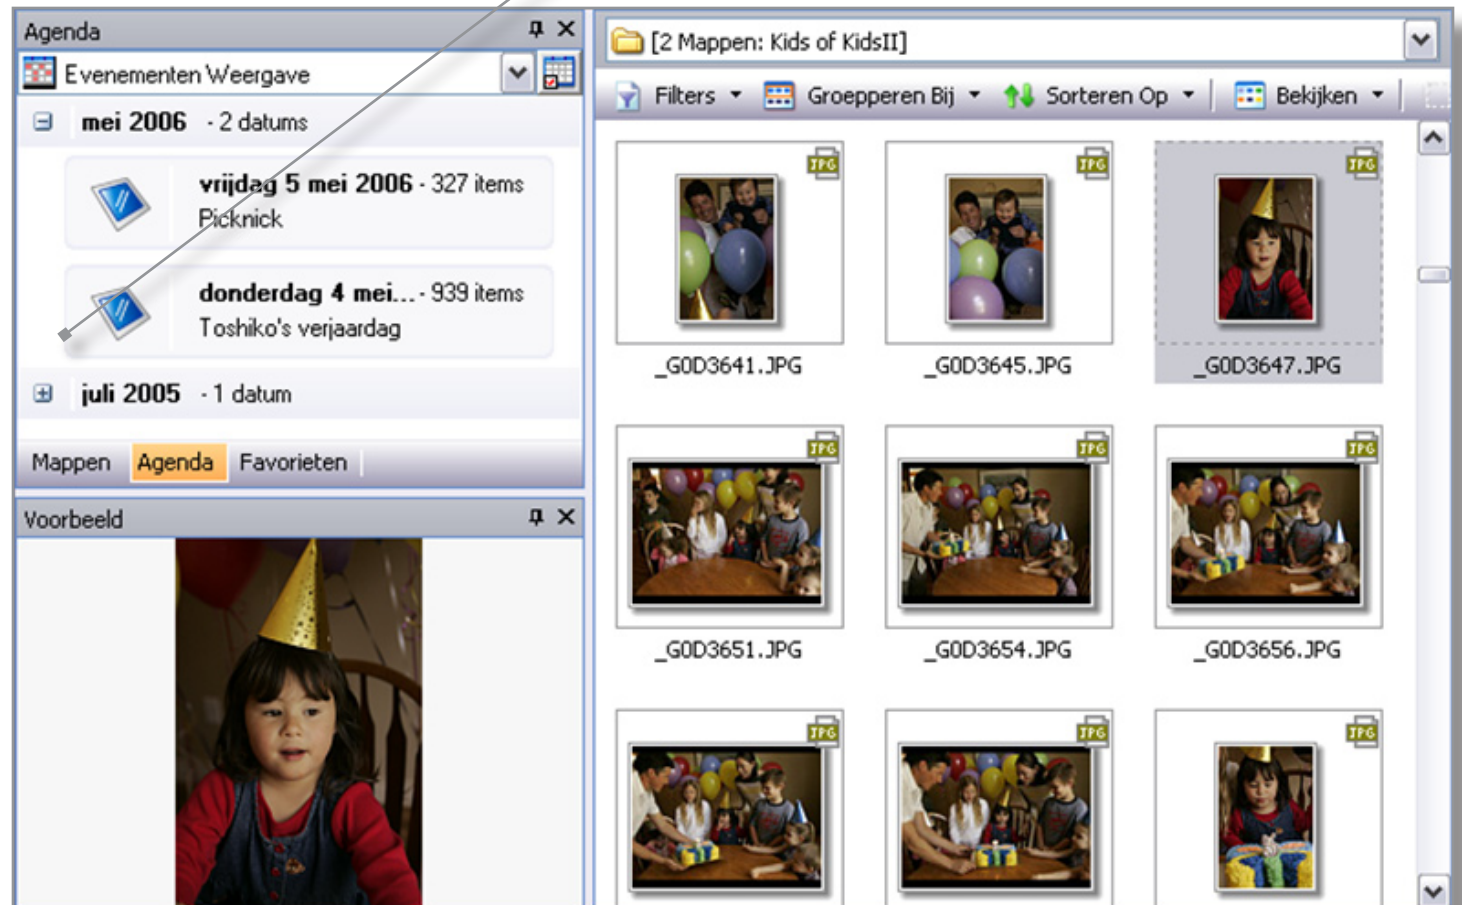 Agenda
Evenementen Weergave
mei 2006 - 2 datums
vrijdag 5 mei 2006 - 327 items
Picknick
donderdag 4 mei... - 939 items
Toshiko's verjaardag
juli 2005 - 1 datum
Mappen Agenda Favorieten
Voorbeeld
[2 Mappen: Kids of KidsII]
Filters Groepperen Bij Sorteren Op Bekijken
JPG JPG JPG
_G0D3641.JPG _G0D3645.JPG _G0D3647.JPG
JPG JPG JPG
_G0D3651.JPG _G0D3654.JPG _G0D3656.JPG
JPG JPG JPG